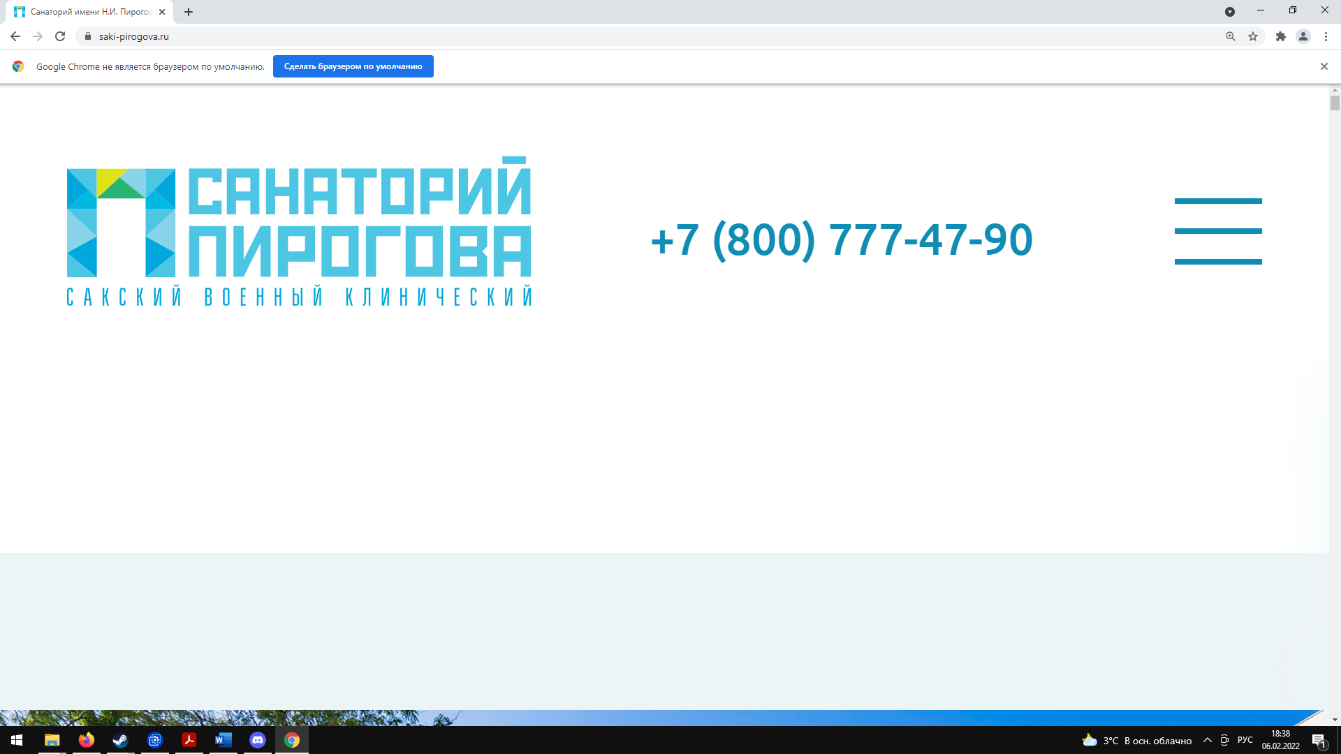 Санаторий имени Н.И. Пирогов
saki-pirogova.ru
Google Chrome не является браузером по умолчанию.
Сделать браузером по умолчанию
САНАТОРИЙ
ПИРОГОВА
САКСКИЙ ВОЕННЫЙ КЛИНИЧЕСКИЙ
+7 (800) 777-47-90
3°C В осн. облачно
РУС
18:38
06.02.2022
1